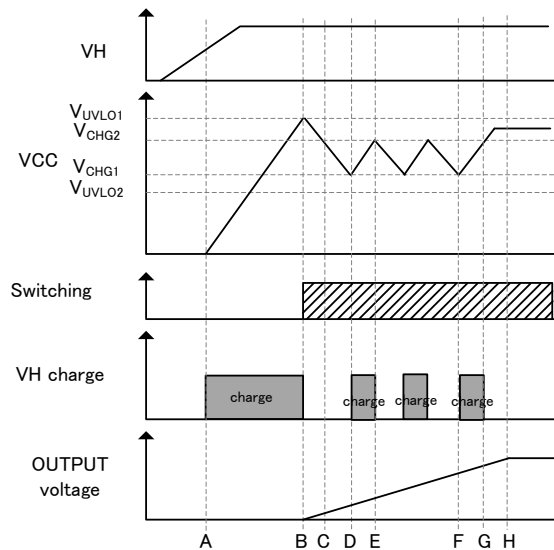 VH
VUVLO1
VCHG2
VCC
VCHG1
VUVLO2
Switching
VH charge
charge
charge
charge
charge
OUTPUT
voltage
A B C D E F G H